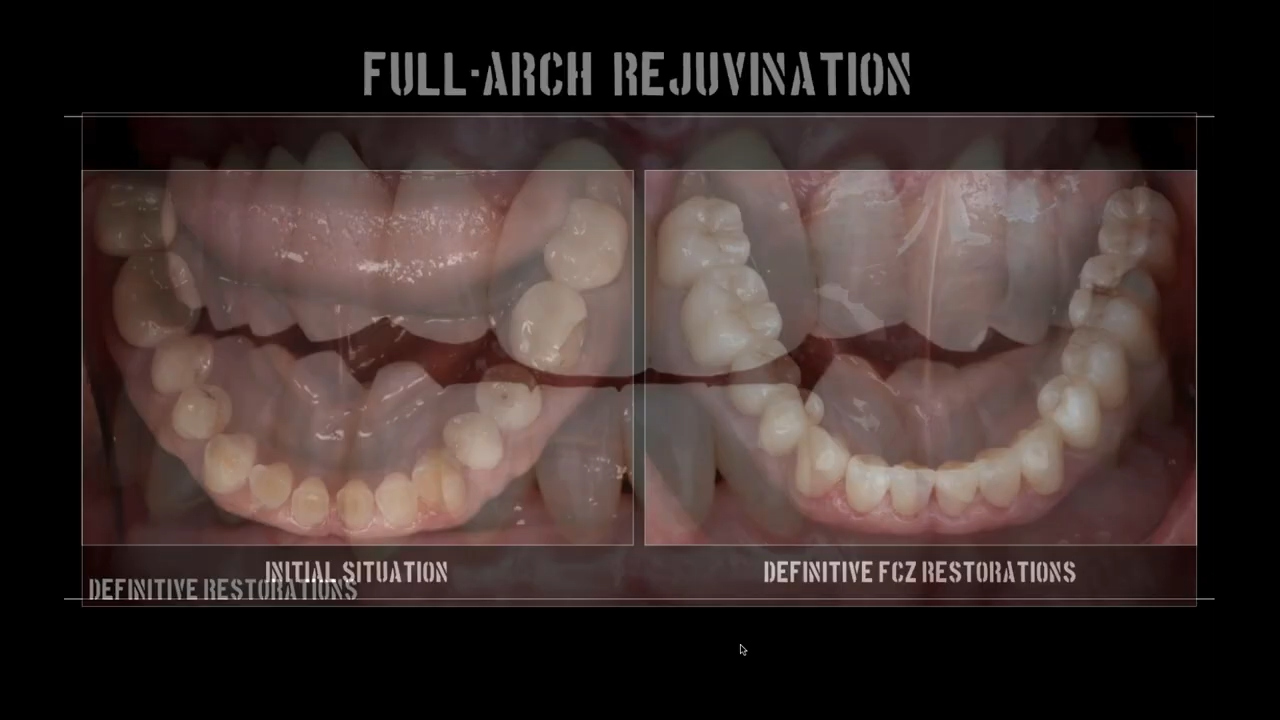 FULL-ARCH REJUVINATION
INITIAL SITUATION
DEFINITIVE FCZ RESTORATIONS
DEFINITIVE RESTORATIONS